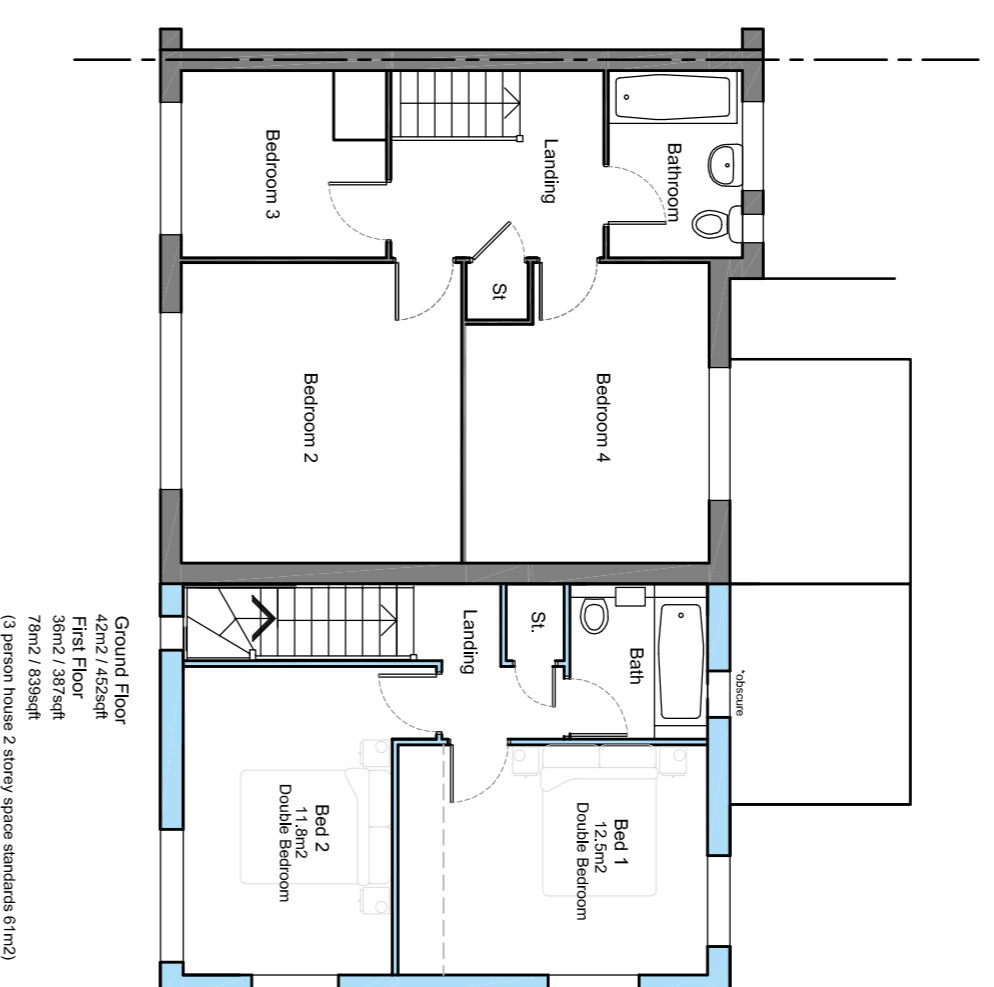 Bathroom
Landing
Bedroom 3
St
Bedroom 4
Bedroom 2
*obscure
Bath
St.
Landing
Bed 1
12.5m2
Double Bedroom
Bed 2
11.8m2
Double Bedroom
Ground Floor
42m2 / 452sqft
First Floor
36m2 / 387sqft
78m2 / 839sqft
(3 person house 2 storey space standards 61m2)